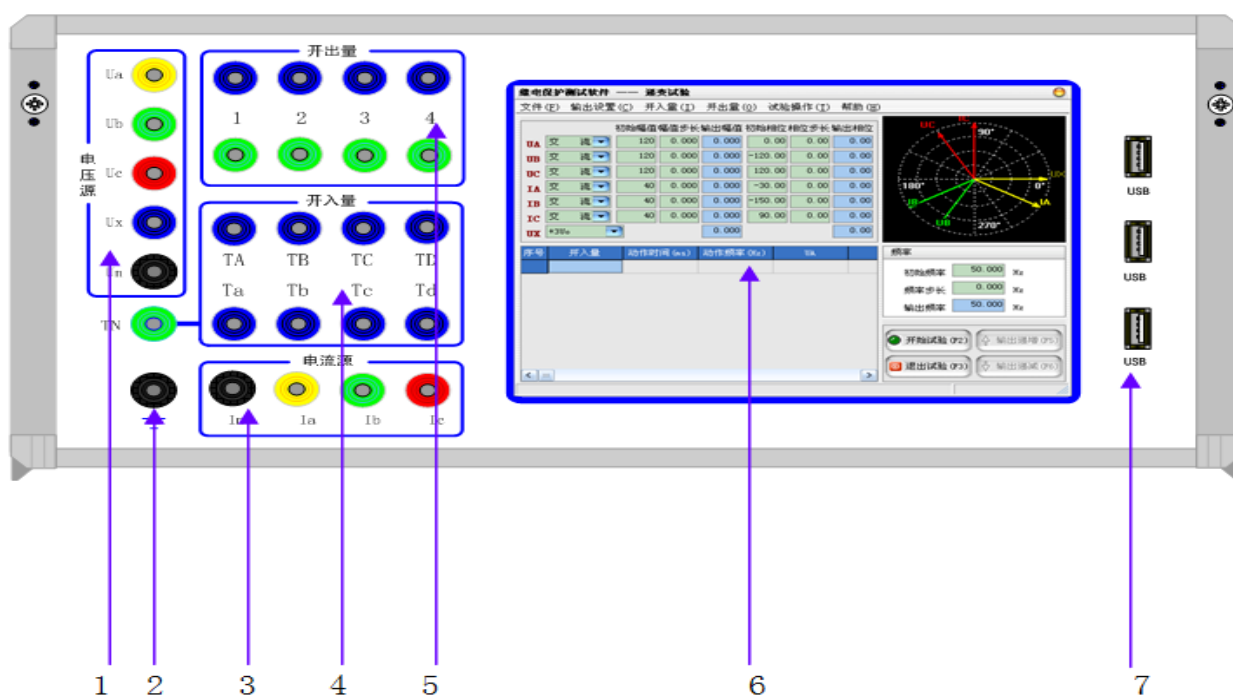 开出量
Ua
1 2 3 4
Ub
电压源
Uc
开入量
Ux
TA TB TC TD
Un
Ta Tb Tc Td
TN
电流源
In Ia Ib Ic
继电保护测试软件 —— 递变试验
文件(F) 输出设置(C) 开入量(I) 开出量(O) 试验操作(T) 帮助(H)
初始幅值 幅值步长 输出幅值 初始相位 相位步长 输出相位
UA 交 流 120 0.000 0.000 0.00 0.00 0.00
UB 交 流 120 0.000 0.000 -120.00 0.00 0.00
UC 交 流 120 0.000 0.000 120.00 0.00 0.00
IA 交 流 40 0.000 0.000 -30.00 0.00 0.00
IB 交 流 40 0.000 0.000 -150.00 0.00 0.00
IC 交 流 40 0.000 0.000 90.00 0.00 0.00
UX +3Uo 0.000 0.00
UC
90°
180° 0° UX
IB IA
UB
270°
序号 开入量 动作时间(ms) 动作频率(Hz) UA
频率
初始频率 50.000 Hz
频率步长 0.000 Hz
输出频率 50.000 Hz
开始试验(F2) 输出递增(F5)
退出试验(F3) 输出递减(F6)
USB
USB
USB
1 2 3 4 5 6 7